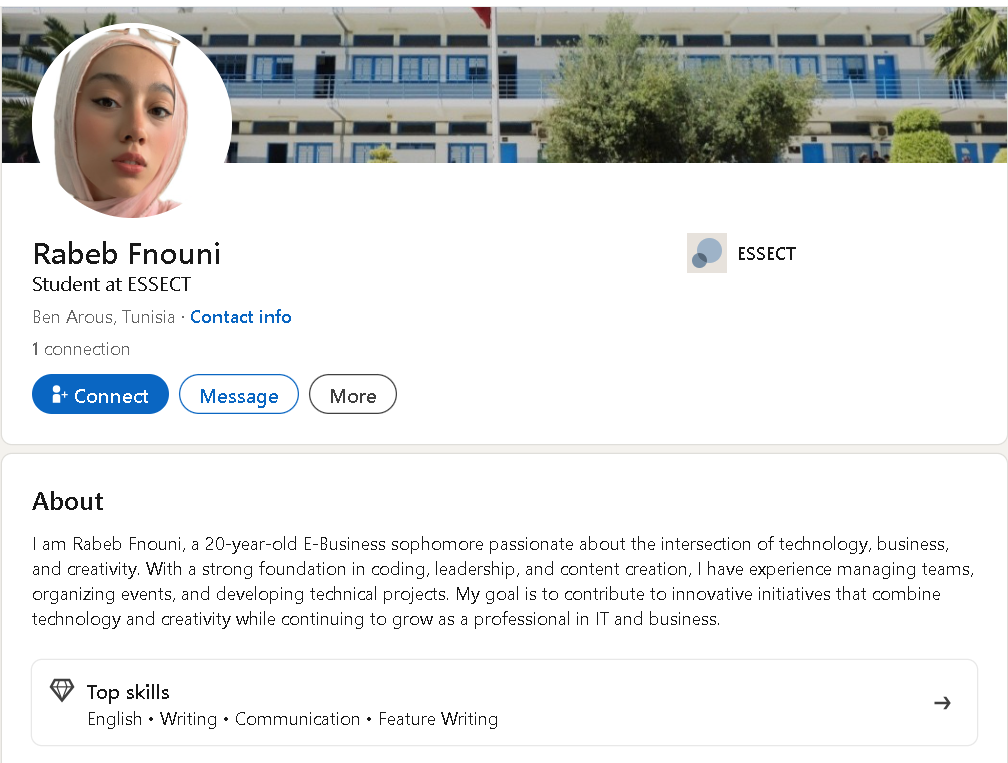 Rabeb Fnouni
ESSECT
Student at ESSECT
Ben Arous, Tunisia · Contact info
1 connection
Connect
Message
More
About
I am Rabeb Fnouni, a 20-year-old E-Business sophomore passionate about the intersection of technology, business,
and creativity. With a strong foundation in coding, leadership, and content creation, I have experience managing teams,
organizing events, and developing technical projects. My goal is to contribute to innovative initiatives that combine
technology and creativity while continuing to grow as a professional in IT and business.
Top skills
English • Writing • Communication • Feature Writing